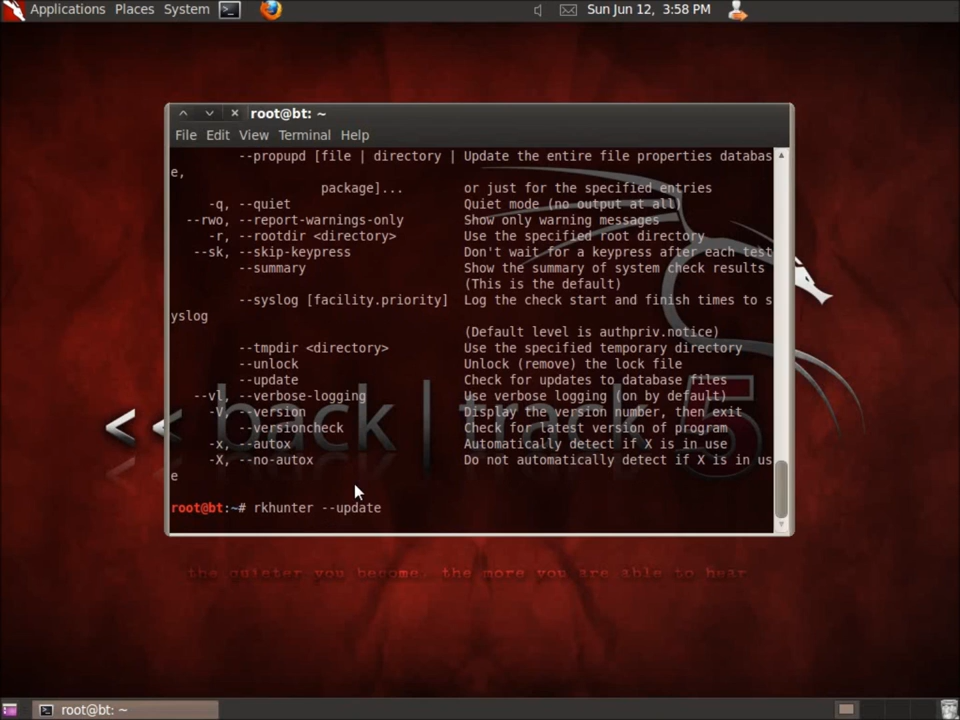 Applications Places System Sun Jun 12, 3:58 PM
root@bt: ~
File Edit View Terminal Help
--propupd [file | directory | Update the entire file properties databas
e,
package]... or just for the specified entries
-q, --quiet Quiet mode (no output at all)
--rwo, --report-warnings-only Show only warning messages
-r, --rootdir <directory> Use the specified root directory
--sk, --skip-keypress Don't wait for a keypress after each test
--summary Show the summary of system check results
(This is the default)
--syslog [facility.priority] Log the check start and finish times to s
yslog
(Default level is authpriv.notice)
--tmpdir <directory> Use the specified temporary directory
--unlock Unlock (remove) the lock file
--update Check for updates to database files
--vl, --verbose-logging Use verbose logging (on by default)
-V, --version Display the version number, then exit
--versioncheck Check for latest version of program
-x, --autox Automatically detect if X is in use
-X, --no-autox Do not automatically detect if X is in us
e
root@bt:~# rkhunter --update
<< back | track 5
the quieter you become, the more you are able to hear
root@bt: ~